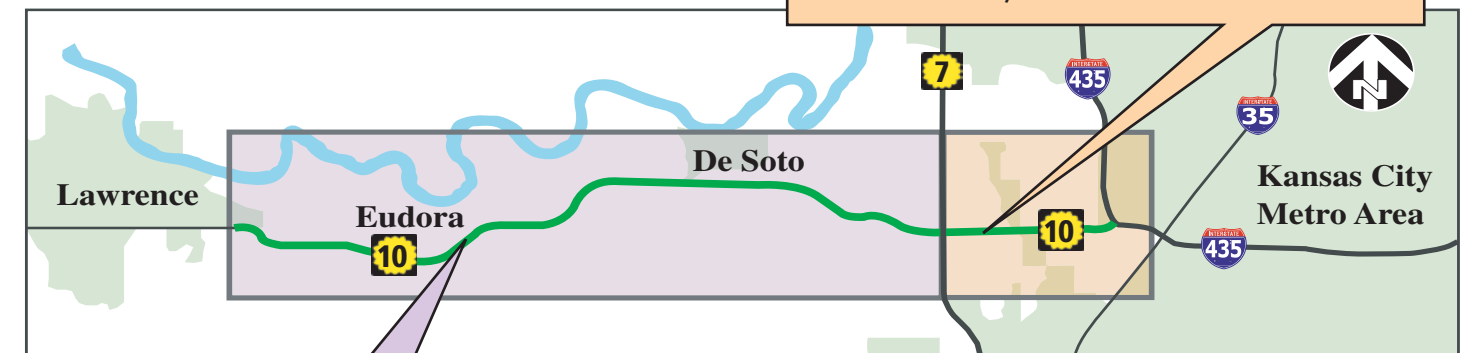 7
INTERSTATE
435
INTERSTATE
35
De Soto
Lawrence
Kansas City
Metro Area
Eudora
10
10
INTERSTATE
435
N